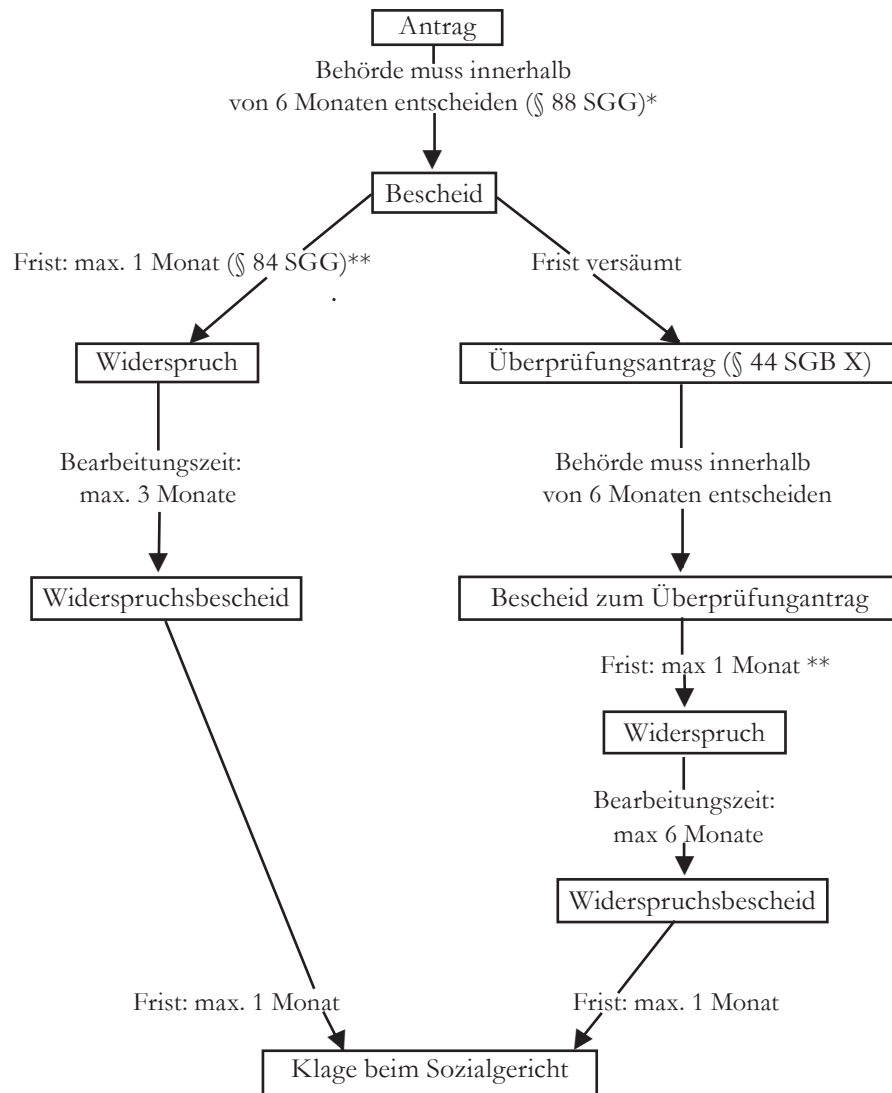 Antrag
Behörde muss innerhalb
von 6 Monaten entscheiden (§ 88 SGG)*
Bescheid
Frist: max. 1 Monat (§ 84 SGG)**
Frist versäumt
Widerspruch
Überprüfungsantrag (§ 44 SGB X)
Bearbeitungszeit:
max. 3 Monate
Behörde muss innerhalb
von 6 Monaten entscheiden
Widerspruchsbescheid
Bescheid zum Überprüfungantrag
Frist: max 1 Monat **
Widerspruch
Bearbeitungszeit:
max 6 Monate
Widerspruchsbescheid
Frist: max. 1 Monat
Frist: max. 1 Monat
Klage beim Sozialgericht